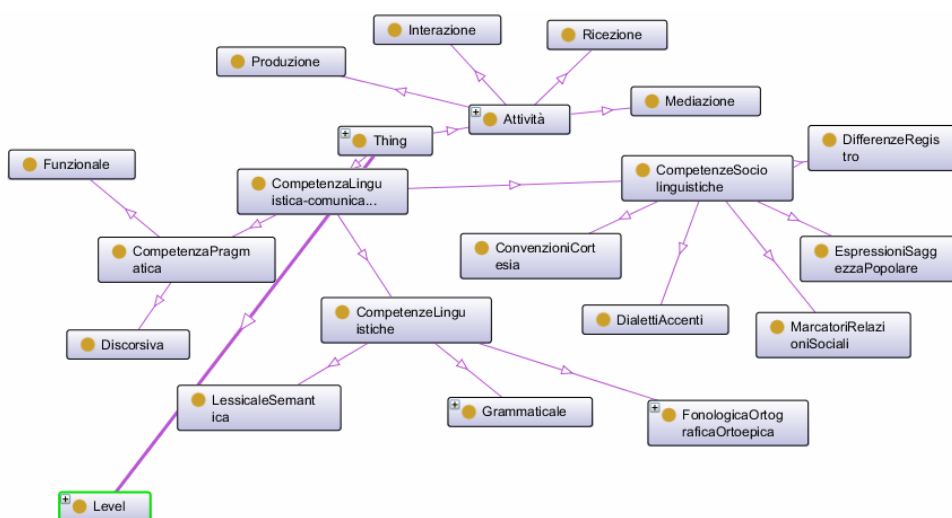 Interazione
Ricezione
Produzione
Mediazione
Attività
Thing
DifferenzeRegis
tro
Funzionale
CompetenzaLingu
istica-comunica...
CompetenzeSocio
linguistiche
CompetenzaPragm
atica
ConvenzioniCort
esia
EspressioniSagg
ezzaPopolare
CompetenzeLingu
istiche
DialettiAccenti
MarcatoriRelazi
oniSociali
Discorsiva
LessicaleSemant
ica
Grammaticale
FonologicaOrtog
raficaOrtoepica
Level